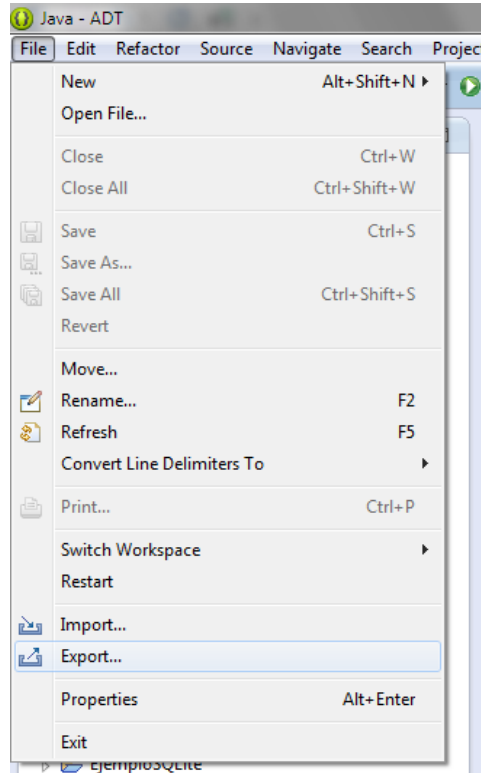 Java - ADT
File Edit Refactor Source Navigate Search Projec
New Alt+Shift+N
Open File...
Close Ctrl+W
Close All Ctrl+Shift+W
Save Ctrl+S
Save As...
Save All Ctrl+Shift+S
Revert
Move...
Rename... F2
Refresh F5
Convert Line Delimiters To
Print... Ctrl+P
Switch Workspace
Restart
Import...
Export...
Properties Alt+Enter
Exit
EjemploSQLite